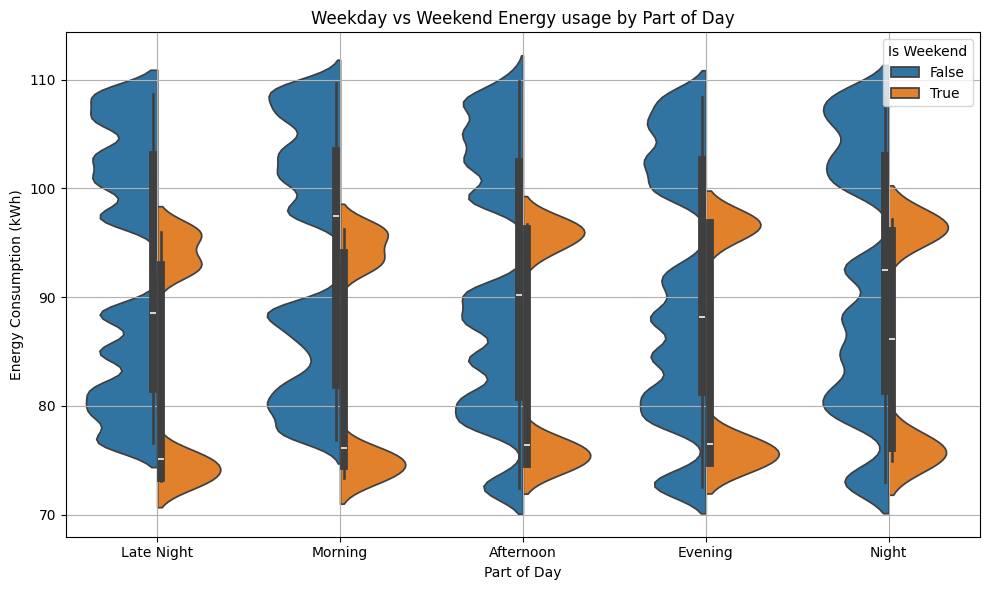 Weekday vs Weekend Energy usage by Part of Day
Is Weekend
False
True
Energy Consumption (kWh)
110
100
90
80
70
Late Night Morning Afternoon Evening Night
Part of Day